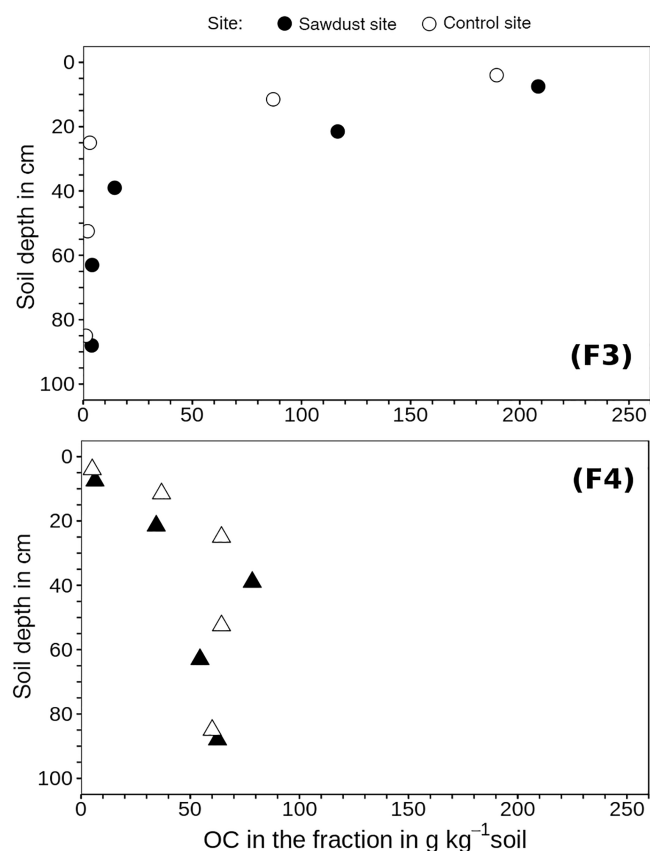 Site: Sawdust site Control site
0
20
40
60
80
100
Soil depth in cm
(F3)
0 50 100 150 200 250
0
20
40
60
80
100
Soil depth in cm
(F4)
0 50 100 150 200 250
OC in the fraction in g kg⁻¹soil